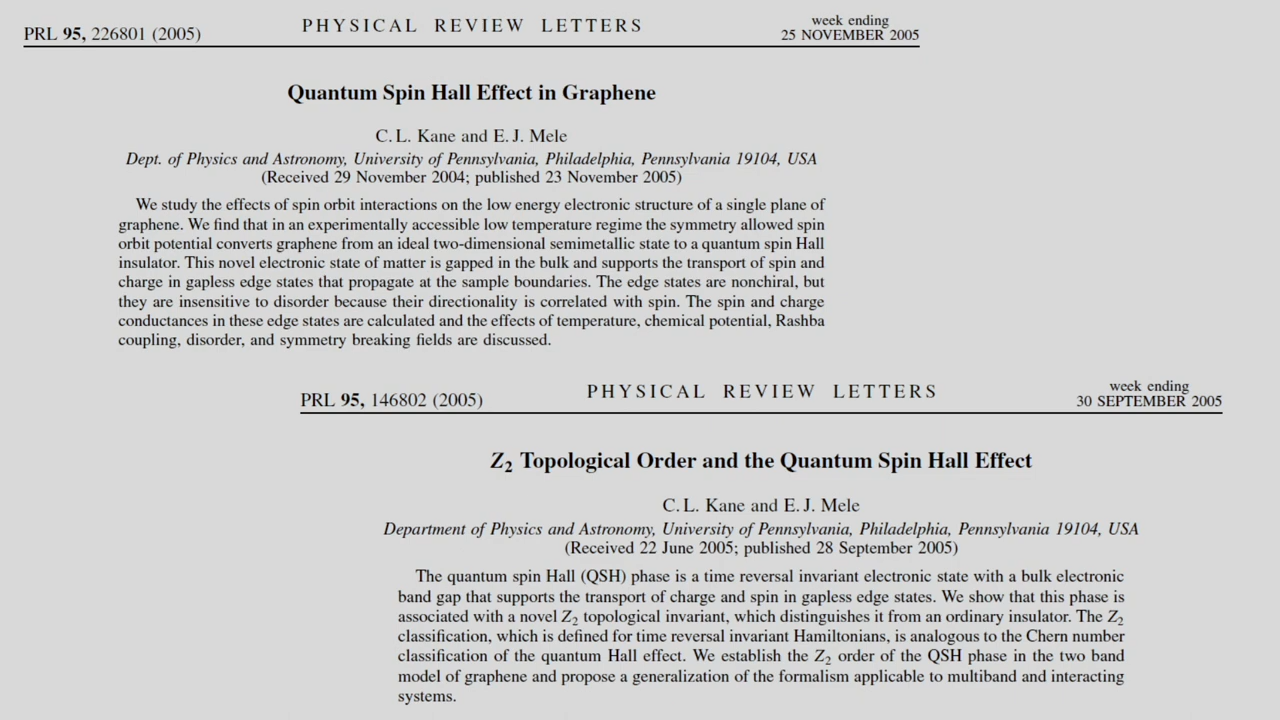 PRL 95, 226801 (2005) PHYSICAL REVIEW LETTERS week ending 25 NOVEMBER 2005
Quantum Spin Hall Effect in Graphene
C. L. Kane and E. J. Mele
Dept. of Physics and Astronomy, University of Pennsylvania, Philadelphia, Pennsylvania 19104, USA
(Received 29 November 2004; published 23 November 2005)
We study the effects of spin orbit interactions on the low energy electronic structure of a single plane of
graphene. We find that in an experimentally accessible low temperature regime the symmetry allowed spin
orbit potential converts graphene from an ideal two-dimensional semimetallic state to a quantum spin Hall
insulator. This novel electronic state of matter is gapped in the bulk and supports the transport of spin and
charge in gapless edge states that propagate at the sample boundaries. The edge states are nonchiral, but
they are insensitive to disorder because their directionality is correlated with spin. The spin and charge
conductances in these edge states are calculated and the effects of temperature, chemical potential, Rashba
coupling, disorder, and symmetry breaking fields are discussed.
PRL 95, 146802 (2005) PHYSICAL REVIEW LETTERS week ending 30 SEPTEMBER 2005
Z₂ Topological Order and the Quantum Spin Hall Effect
C. L. Kane and E. J. Mele
Department of Physics and Astronomy, University of Pennsylvania, Philadelphia, Pennsylvania 19104, USA
(Received 22 June 2005; published 28 September 2005)
The quantum spin Hall (QSH) phase is a time reversal invariant electronic state with a bulk electronic
band gap that supports the transport of charge and spin in gapless edge states. We show that this phase is
associated with a novel Z₂ topological invariant, which distinguishes it from an ordinary insulator. The Z₂
classification, which is defined for time reversal invariant Hamiltonians, is analogous to the Chern number
classification of the quantum Hall effect. We establish the Z₂ order of the QSH phase in the two band
model of graphene and propose a generalization of the formalism applicable to multiband and interacting
systems.